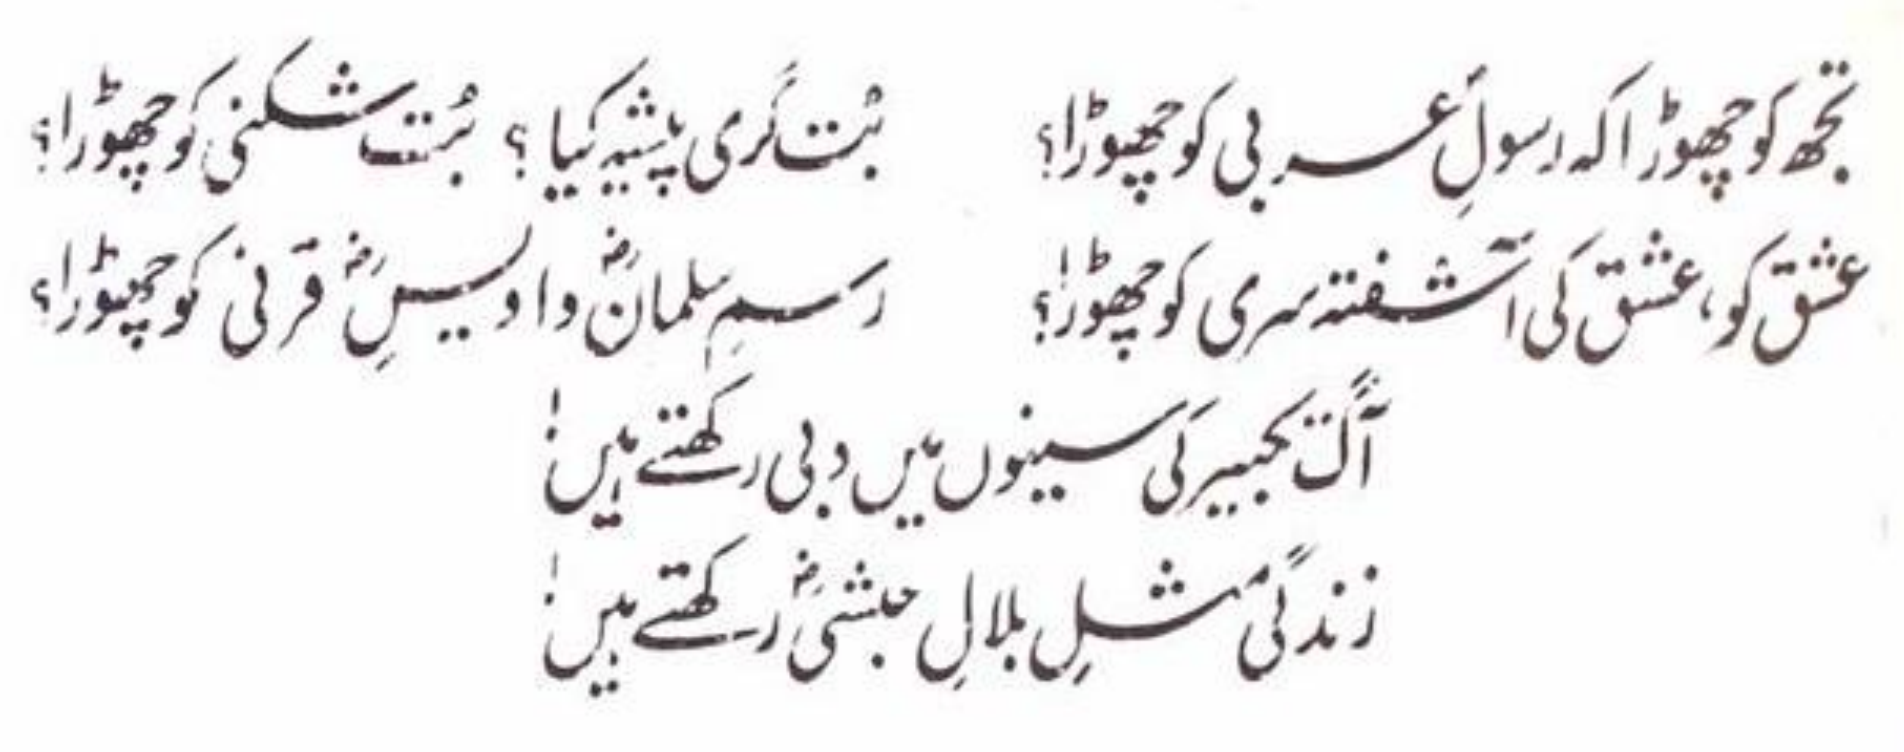 تجھ کو چھوڑا کہ رسولِؐ عربی کو چھوڑا؟ بُت گری پیشہ کیا؟ بُت شکنی کو چھوڑا؟
عشق کو، عشق کی آشفتہ سری کو چھوڑا؟ رسمِ سلمانؓ و اویسِؓ قرنی کو چھوڑا؟
آگ تکبیر کی سینوں میں دبی رکھتے ہیں!
زندگی مثلِ بلالِ حبشیؓ رکھتے ہیں!